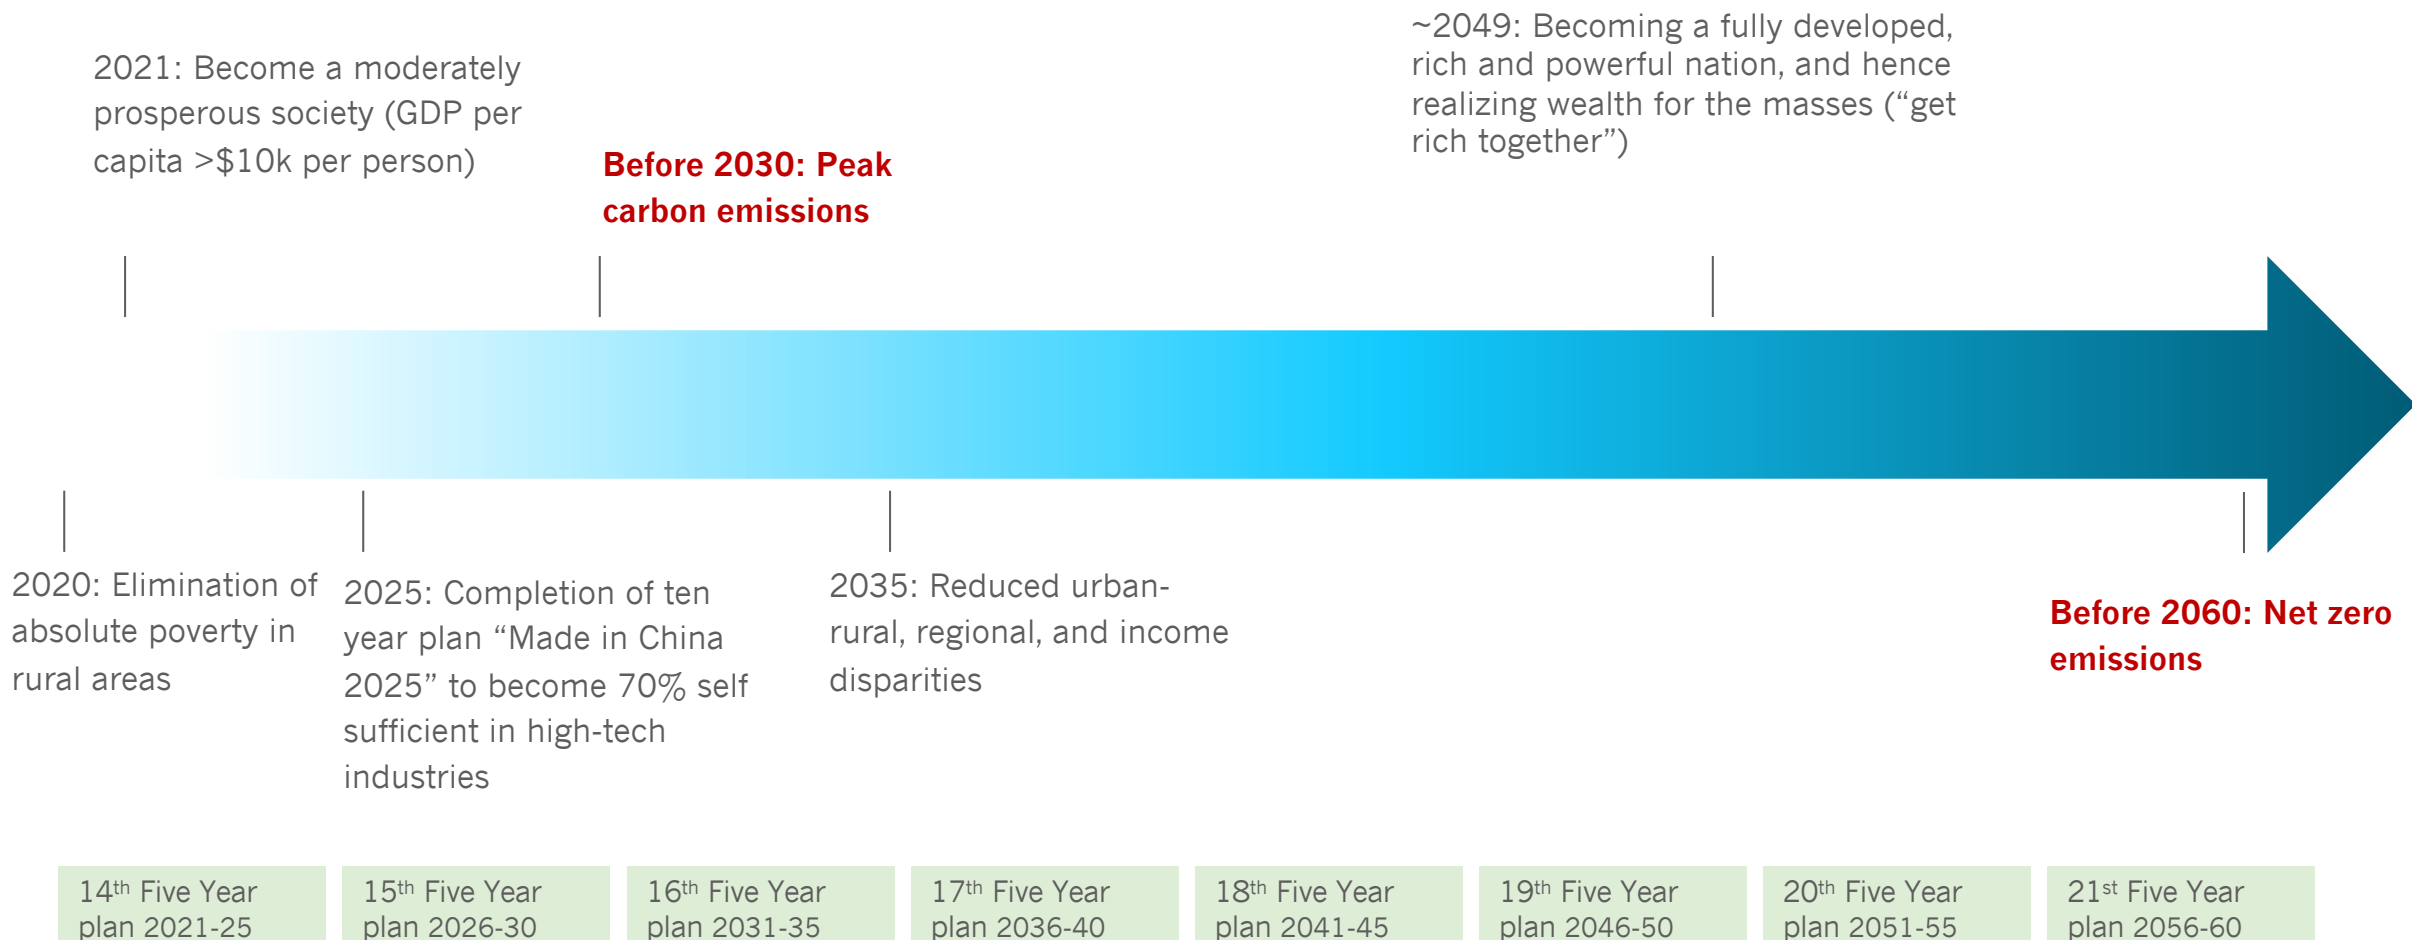 2021: Become a moderately
prosperous society (GDP per
capita >$10k per person)
Before 2030: Peak
carbon emissions
~2049: Becoming a fully developed,
rich and powerful nation, and hence
realizing wealth for the masses (“get
rich together”)
2020: Elimination of
absolute poverty in
rural areas
2025: Completion of ten
year plan “Made in China
2025” to become 70% self
sufficient in high-tech
industries
2035: Reduced urban-
rural, regional, and income
disparities
Before 2060: Net zero
emissions
14th Five Year
plan 2021-25
15th Five Year
plan 2026-30
16th Five Year
plan 2031-35
17th Five Year
plan 2036-40
18th Five Year
plan 2041-45
19th Five Year
plan 2046-50
20th Five Year
plan 2051-55
21st Five Year
plan 2056-60